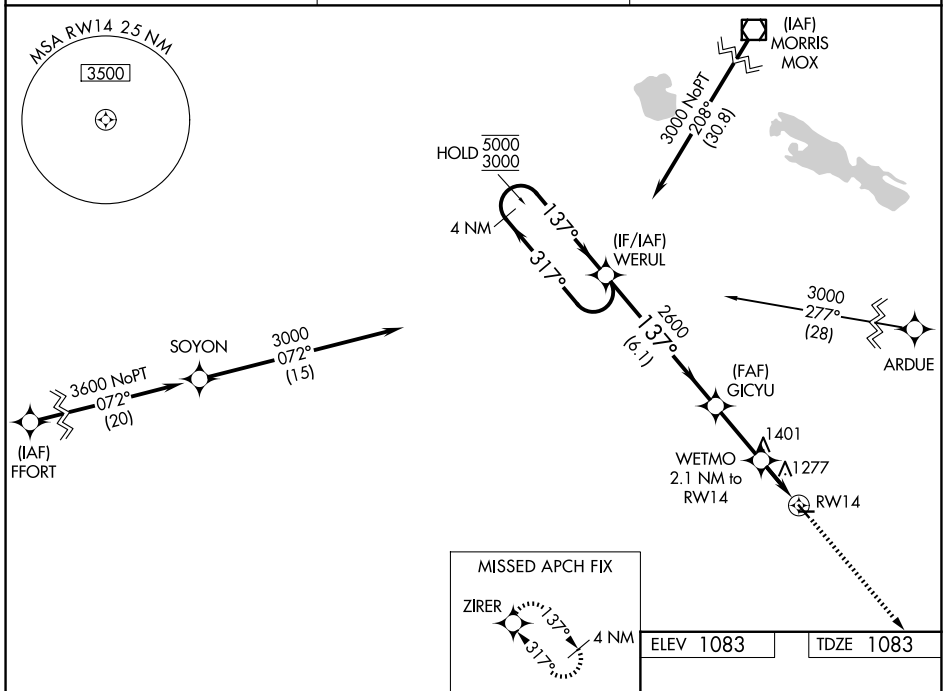 MSA RW14 25 NM
3500
(IAF)
MORRIS
MOX
3000 NoPT
208°
(30.8)
HOLD 5000
3000
4 NM
137°
317°
(IF/IAF)
WERUL
2600
137°
(6.1)
3000
277°
(28)
ARDUE
SOYON
3000
072°
(15)
3600 NoPT
072°
(20)
(IAF)
FFORT
(FAF)
GICYU
1401
WETMO
2.1 NM to
RW14
1277
RW14
MISSED APCH FIX
ZIRER
137°
317°
4 NM
ELEV 1083
TDZE 1083